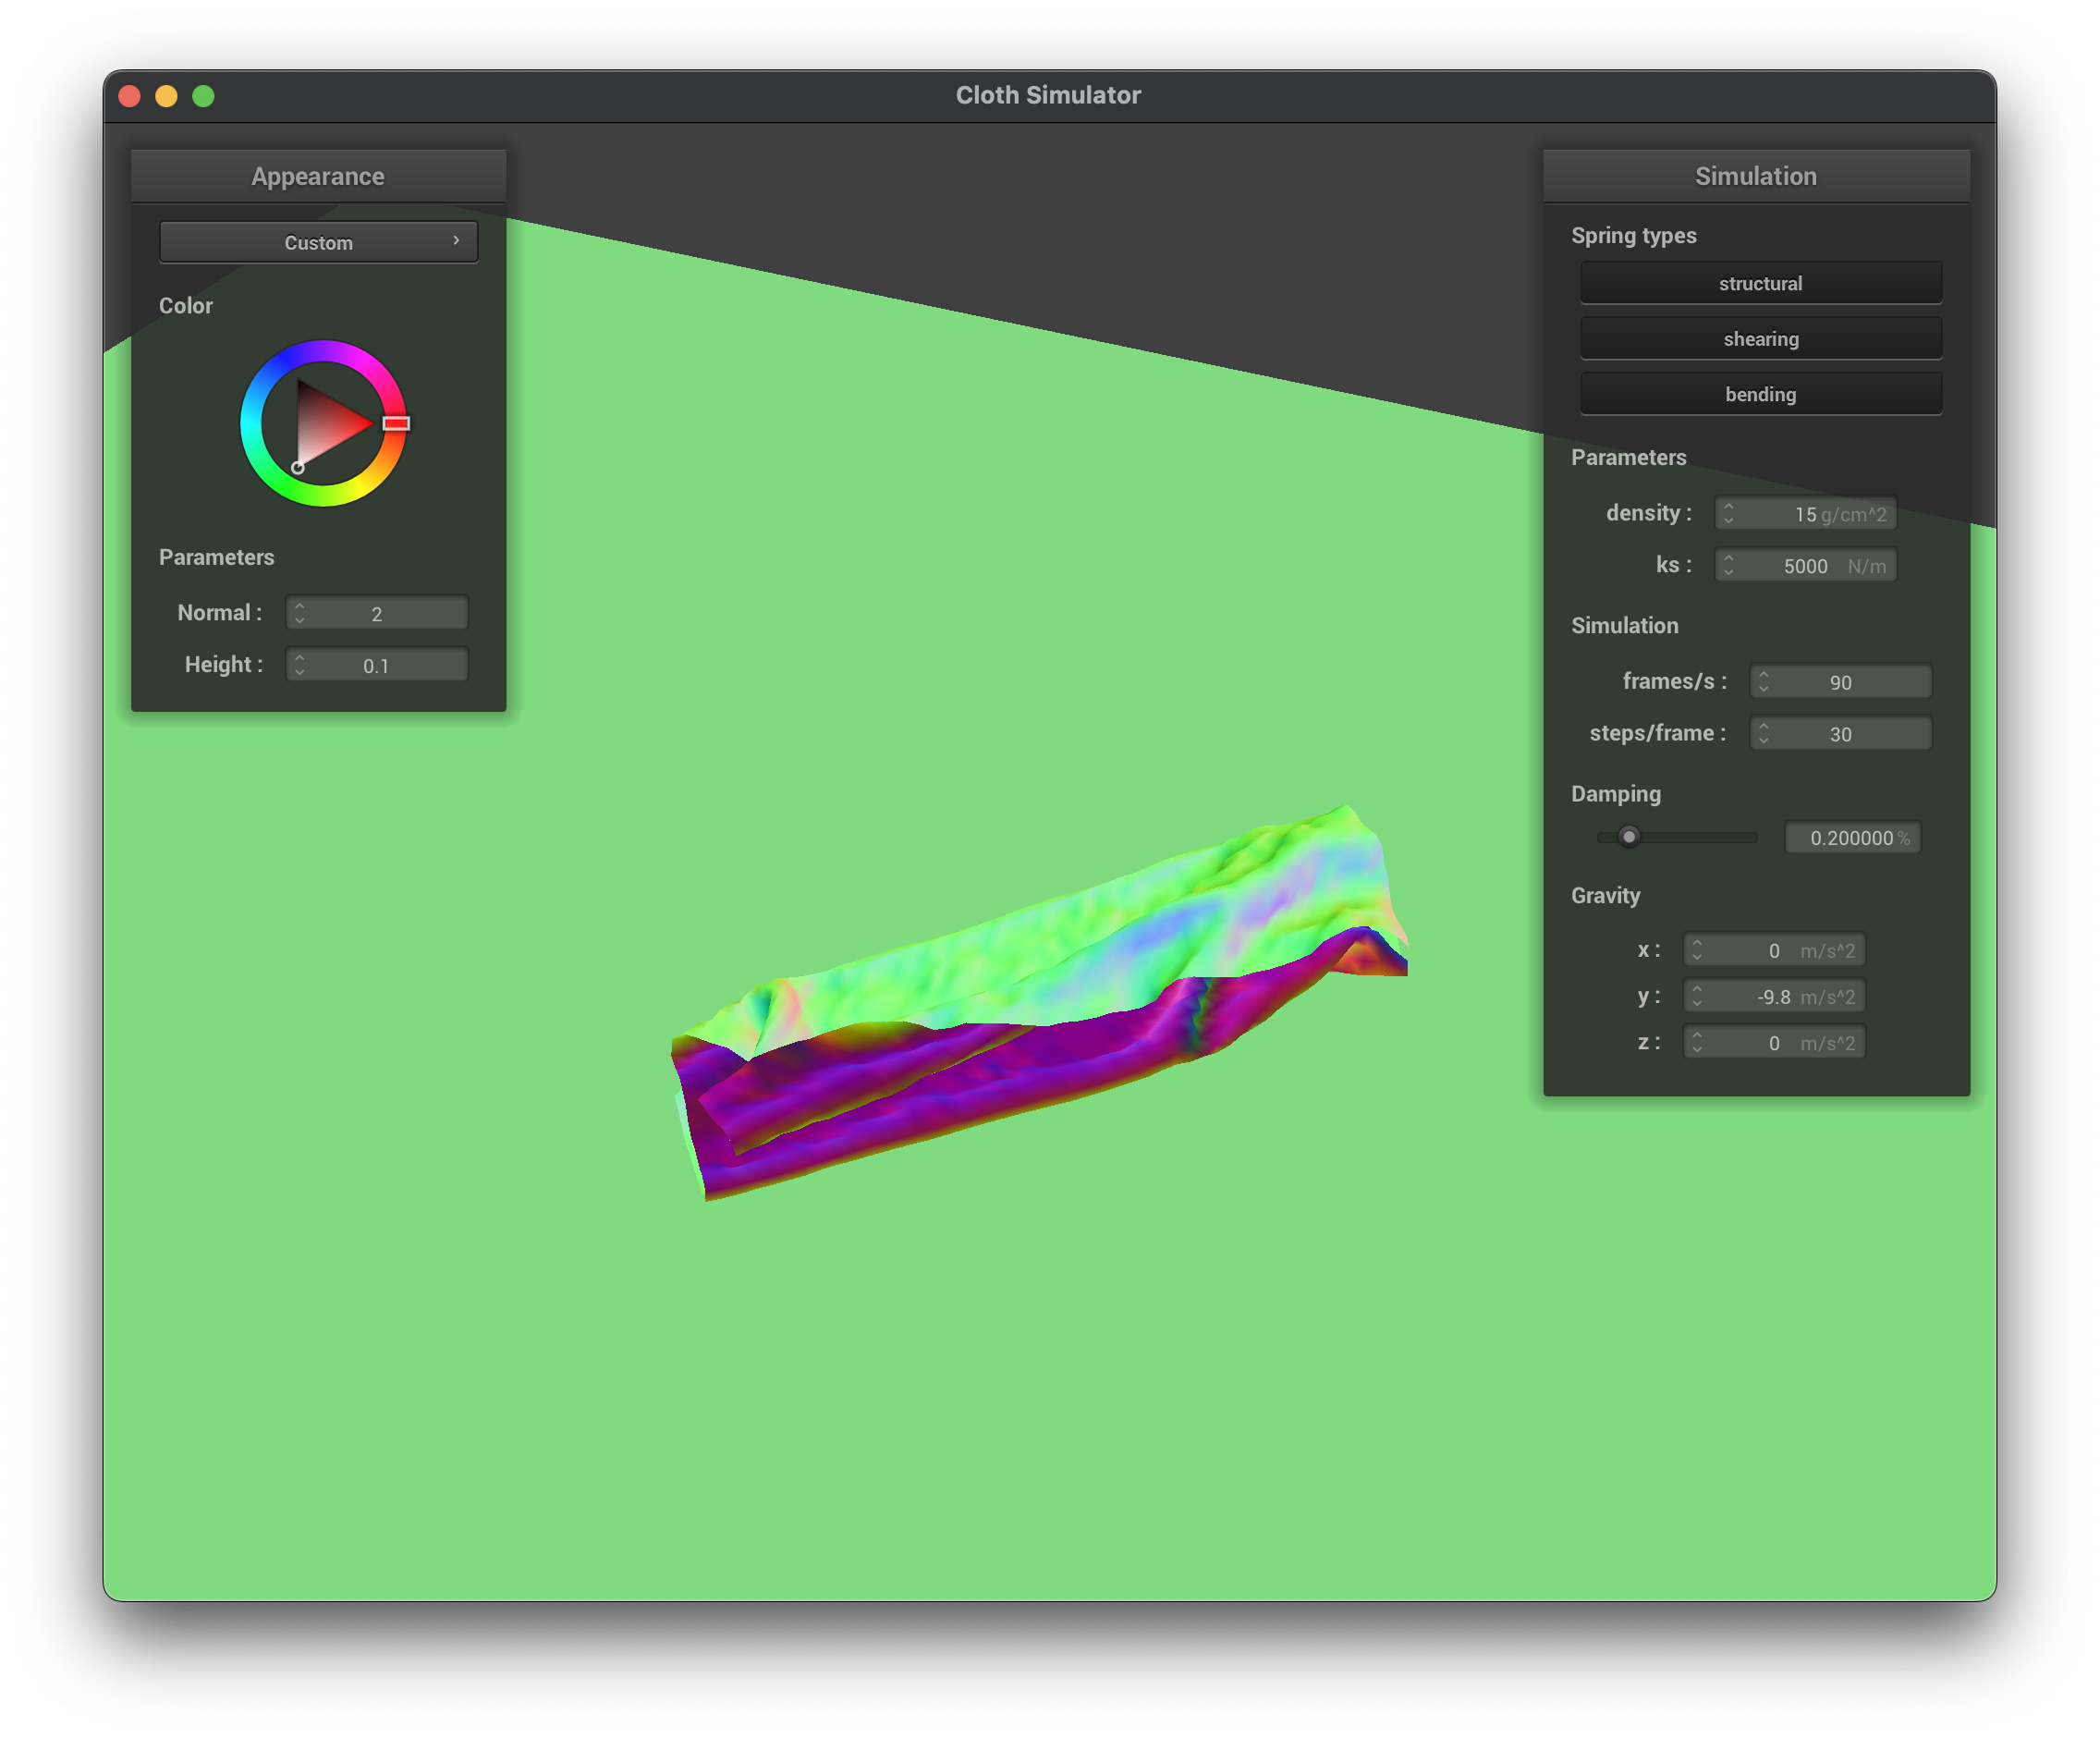 Cloth Simulator
Appearance
Custom
Color
Parameters
Normal : 2
Height : 0.1
Simulation
Spring types
structural
shearing
bending
Parameters
density : 15 g/cm^2
ks : 5000 N/m
Simulation
frames/s : 90
steps/frame : 30
Damping
0.200000 %
Gravity
x : 0 m/s^2
y : -9.8 m/s^2
z : 0 m/s^2